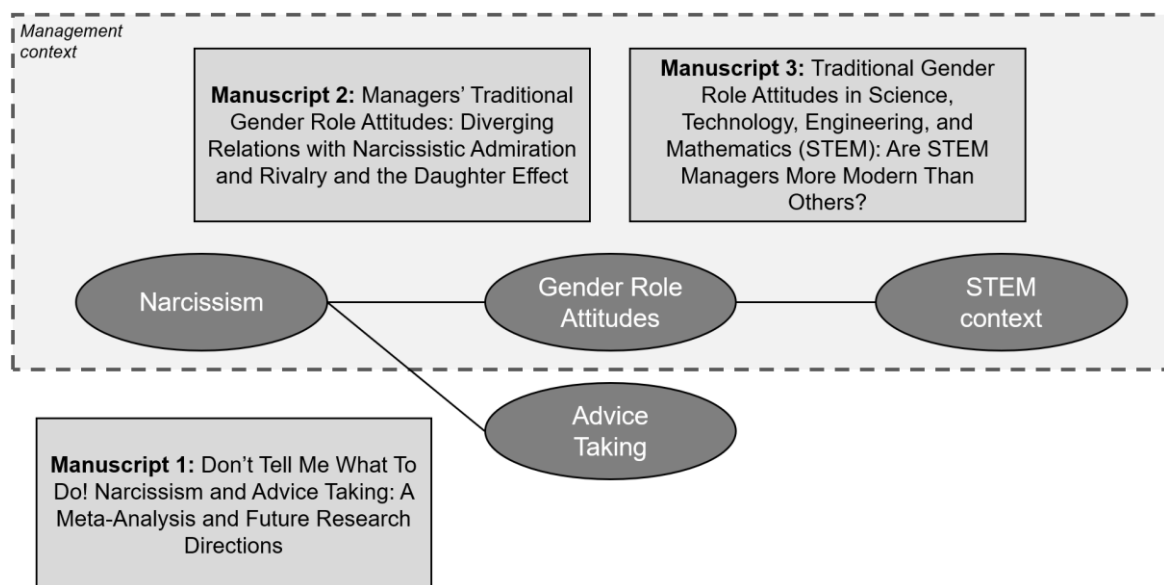 Management
context
Manuscript 2: Managers’ Traditional
Gender Role Attitudes: Diverging
Relations with Narcissistic Admiration
and Rivalry and the Daughter Effect
Manuscript 3: Traditional Gender
Role Attitudes in Science,
Technology, Engineering, and
Mathematics (STEM): Are STEM
Managers More Modern Than
Others?
Narcissism
Gender Role
Attitudes
STEM
context
Advice
Taking
Manuscript 1: Don’t Tell Me What To
Do! Narcissism and Advice Taking: A
Meta-Analysis and Future Research
Directions